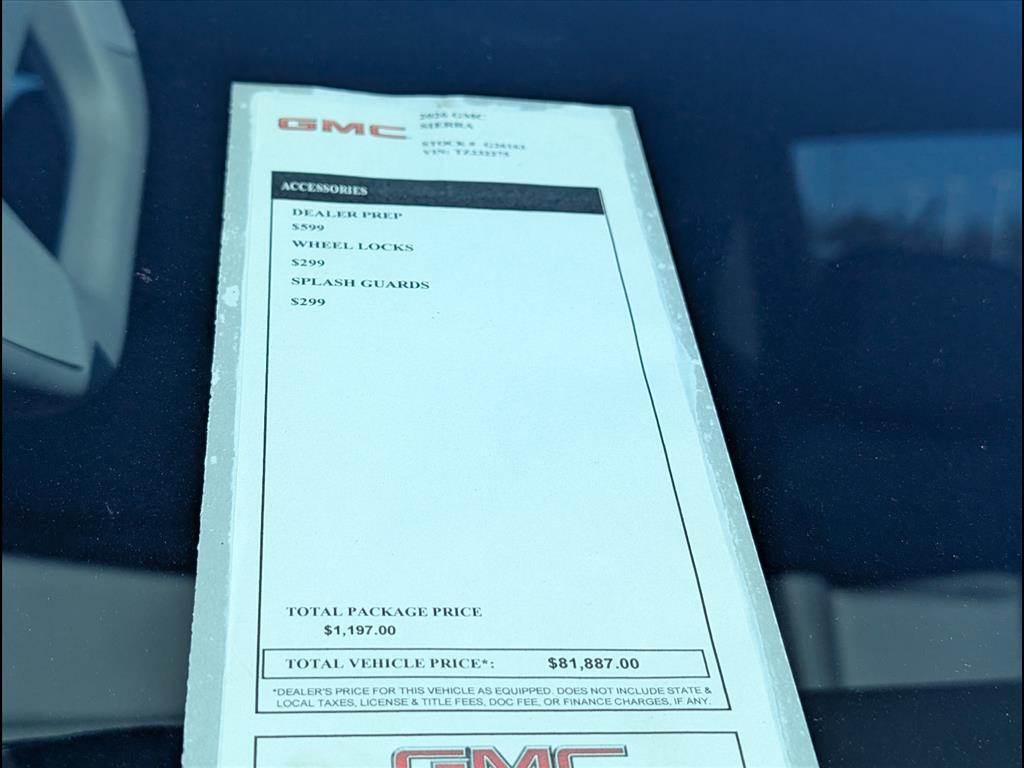 GMC
SIERRA
STOCK #
VIN:
ACCESSORIES
DEALER PREP
$599
WHEEL LOCKS
$299
SPLASH GUARDS
$299
TOTAL PACKAGE PRICE
$1,197.00
TOTAL VEHICLE PRICE*: $81,887.00
*DEALER'S PRICE FOR THIS VEHICLE AS EQUIPPED. DOES NOT INCLUDE STATE &
LOCAL TAXES, LICENSE & TITLE FEES, DOC FEE, OR FINANCE CHARGES, IF ANY.
GMC